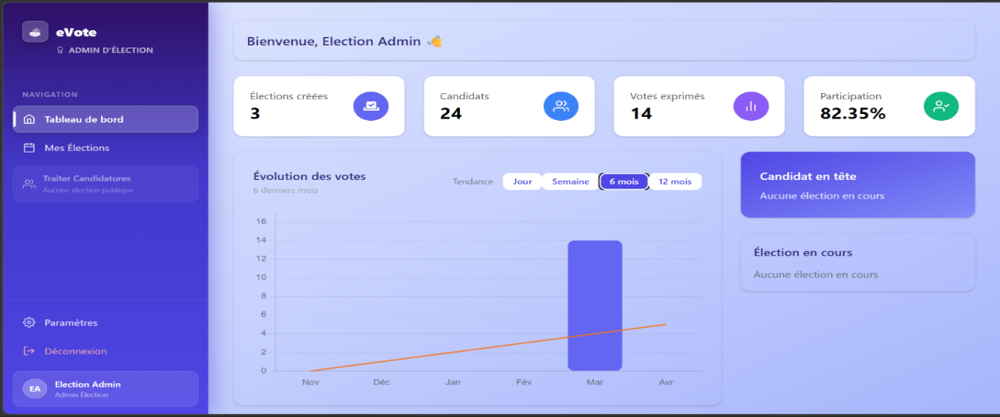 eVote
ADMIN D'ÉLECTION
NAVIGATION
Tableau de bord
Mes Élections
Traiter Candidatures
Aucune élection publique
Paramètres
Déconnexion
EA
Election Admin
Admin Élection
Bienvenue, Election Admin 👋
Élections créées
3
Candidats
24
Votes exprimés
14
Participation
82.35%
Évolution des votes
6 derniers mois
Tendance Jour Semaine 6 mois 12 mois
16
14
12
10
8
6
4
2
0
Nov Déc Jan Fév Mar Avr
Candidat en tête
Aucune élection en cours
Élection en cours
Aucune élection en cours